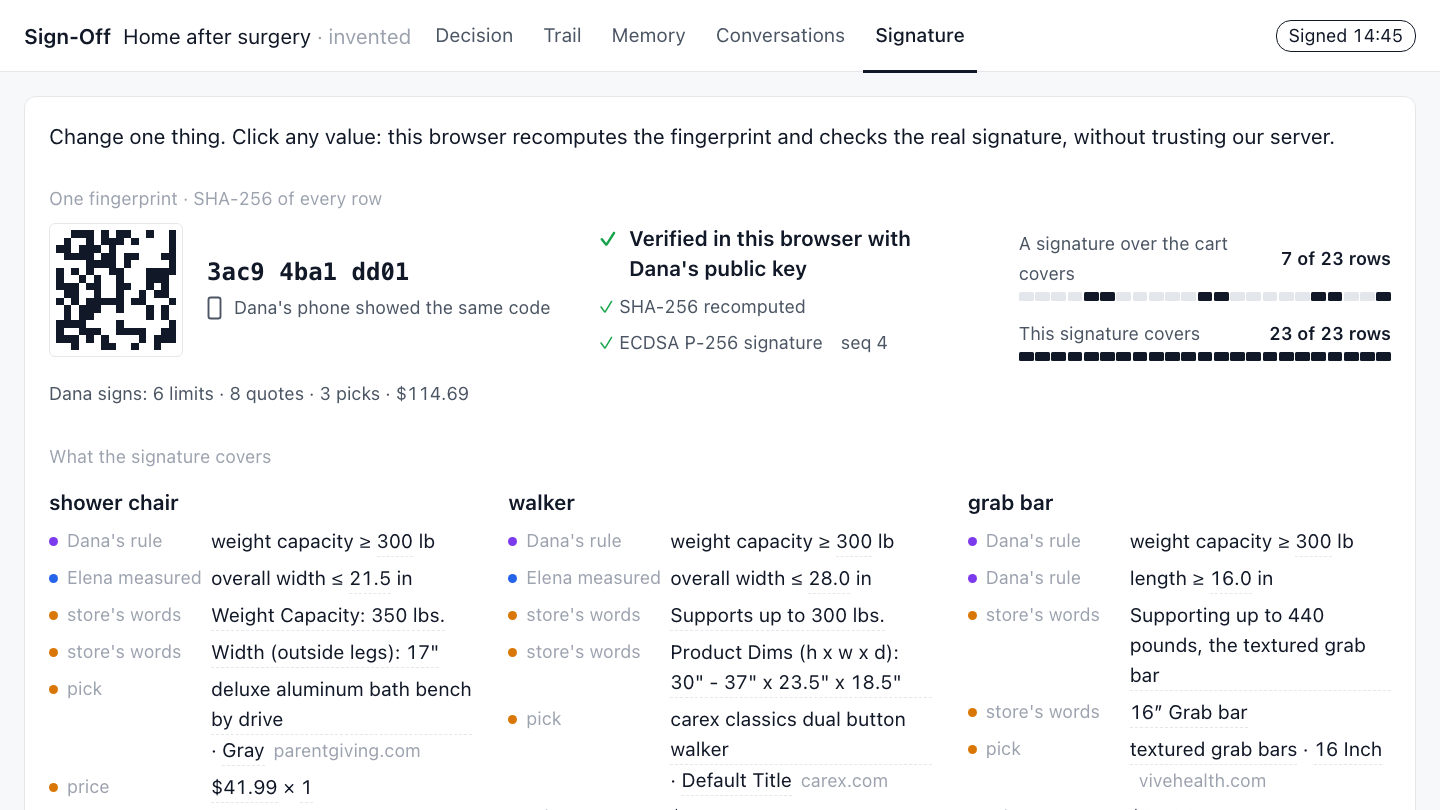 Sign-Off Home after surgery · invented Decision Trail Memory Conversations Signature Signed 14:45
Change one thing. Click any value: this browser recomputes the fingerprint and checks the real signature, without trusting our server.
One fingerprint · SHA-256 of every row
3ac9 4ba1 dd01
Dana's phone showed the same code
Verified in this browser with
Dana's public key
SHA-256 recomputed
ECDSA P-256 signature seq 4
A signature over the cart
covers
7 of 23 rows
This signature covers 23 of 23 rows
Dana signs: 6 limits · 8 quotes · 3 picks · $114.69
What the signature covers
shower chair
Dana's rule weight capacity ≥ 300 lb
Elena measured overall width ≤ 21.5 in
store's words Weight Capacity: 350 lbs.
store's words Width (outside legs): 17"
pick deluxe aluminum bath bench
by drive
· Gray parentgiving.com
price $41.99 × 1
walker
Dana's rule weight capacity ≥ 300 lb
Elena measured overall width ≤ 28.0 in
store's words Supports up to 300 lbs.
store's words Product Dims (h x w x d):
30" - 37" x 23.5" x 18.5"
pick carex classics dual button
walker
· Default Title carex.com
grab bar
Dana's rule weight capacity ≥ 300 lb
Dana's rule length ≥ 16.0 in
store's words Supporting up to 440
pounds, the textured grab
bar
store's words 16″ Grab bar
pick textured grab bars · 16 Inch
vivehealth.com